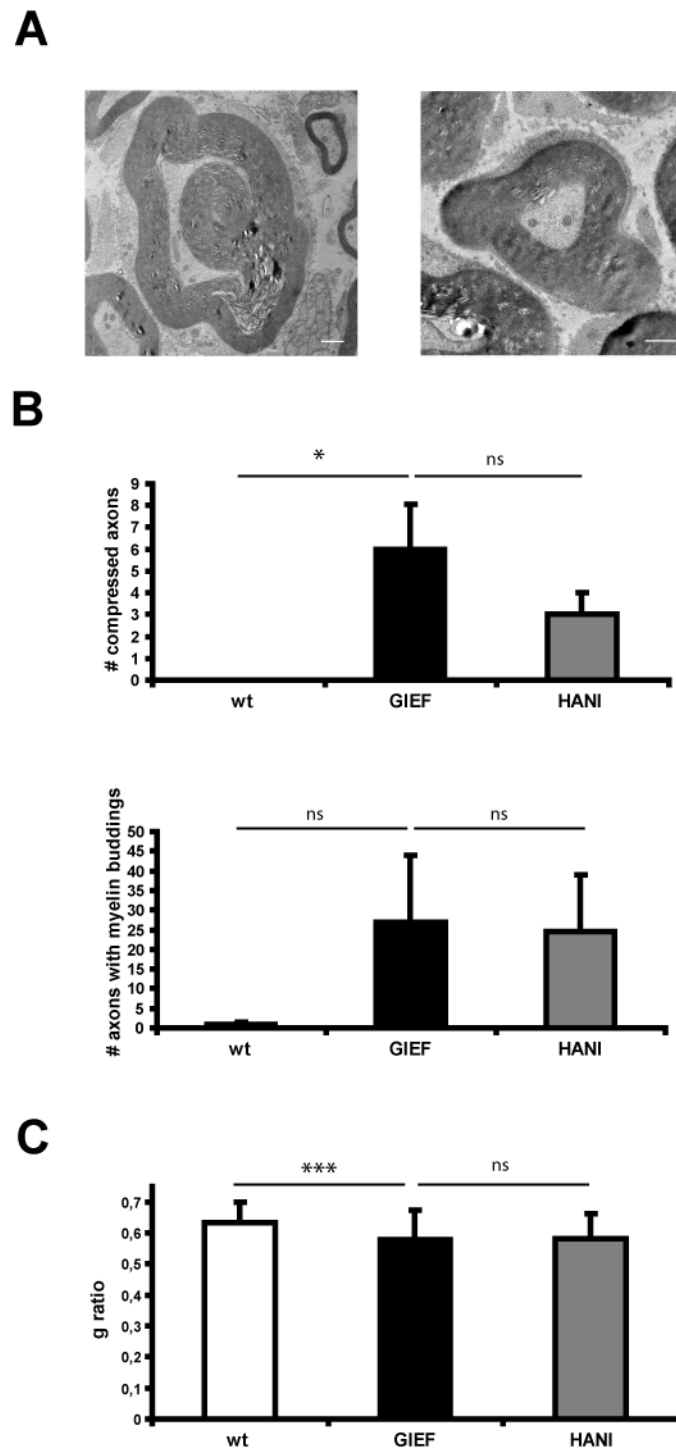 A
B
* ns
# compressed axons
9
8
7
6
5
4
3
2
1
0
wt GIEF HANI
ns ns
# axons with myelin buddings
50
45
40
35
30
25
20
15
10
5
0
wt GIEF HANI
C
*** ns
g ratio
0,7
0,6
0,5
0,4
0,3
0,2
0,1
0
wt GIEF HANI